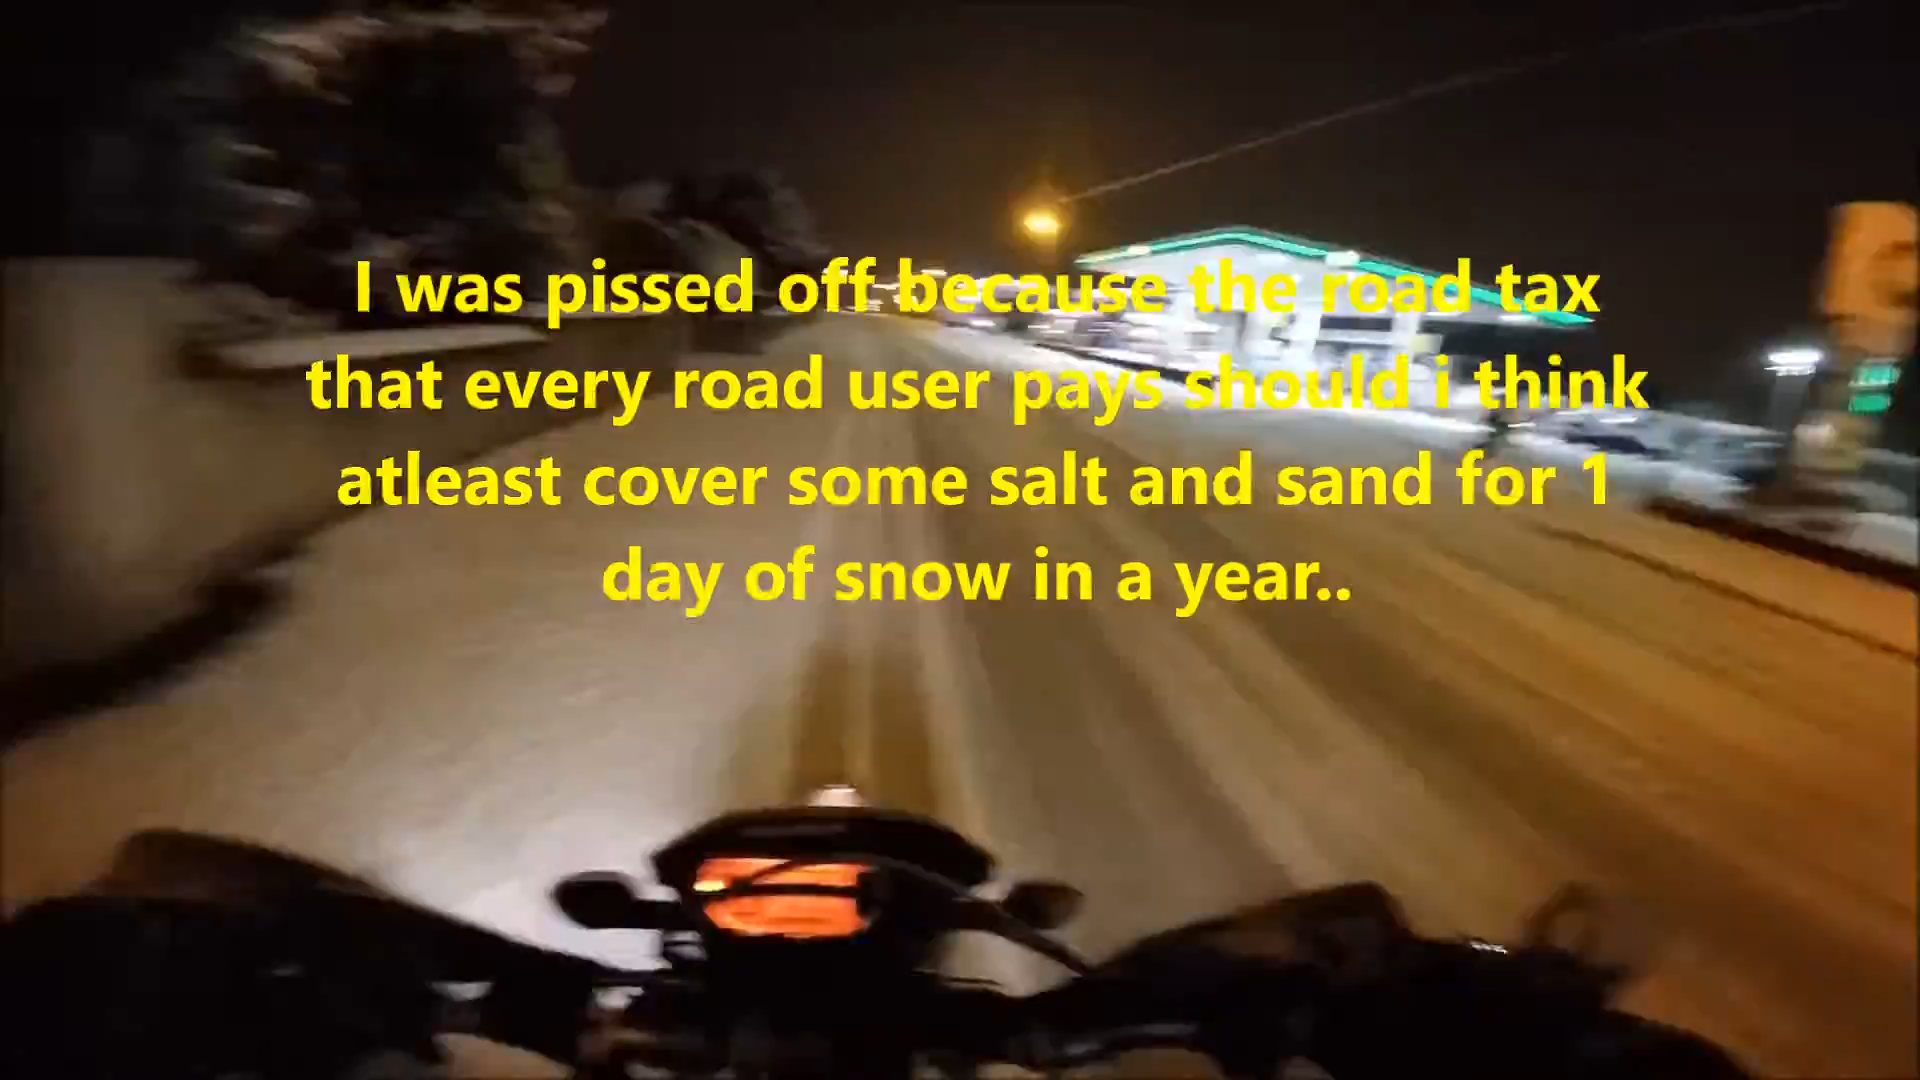 I was pissed off because the road tax
that every road user pays should i think
atleast cover some salt and sand for 1
day of snow in a year..